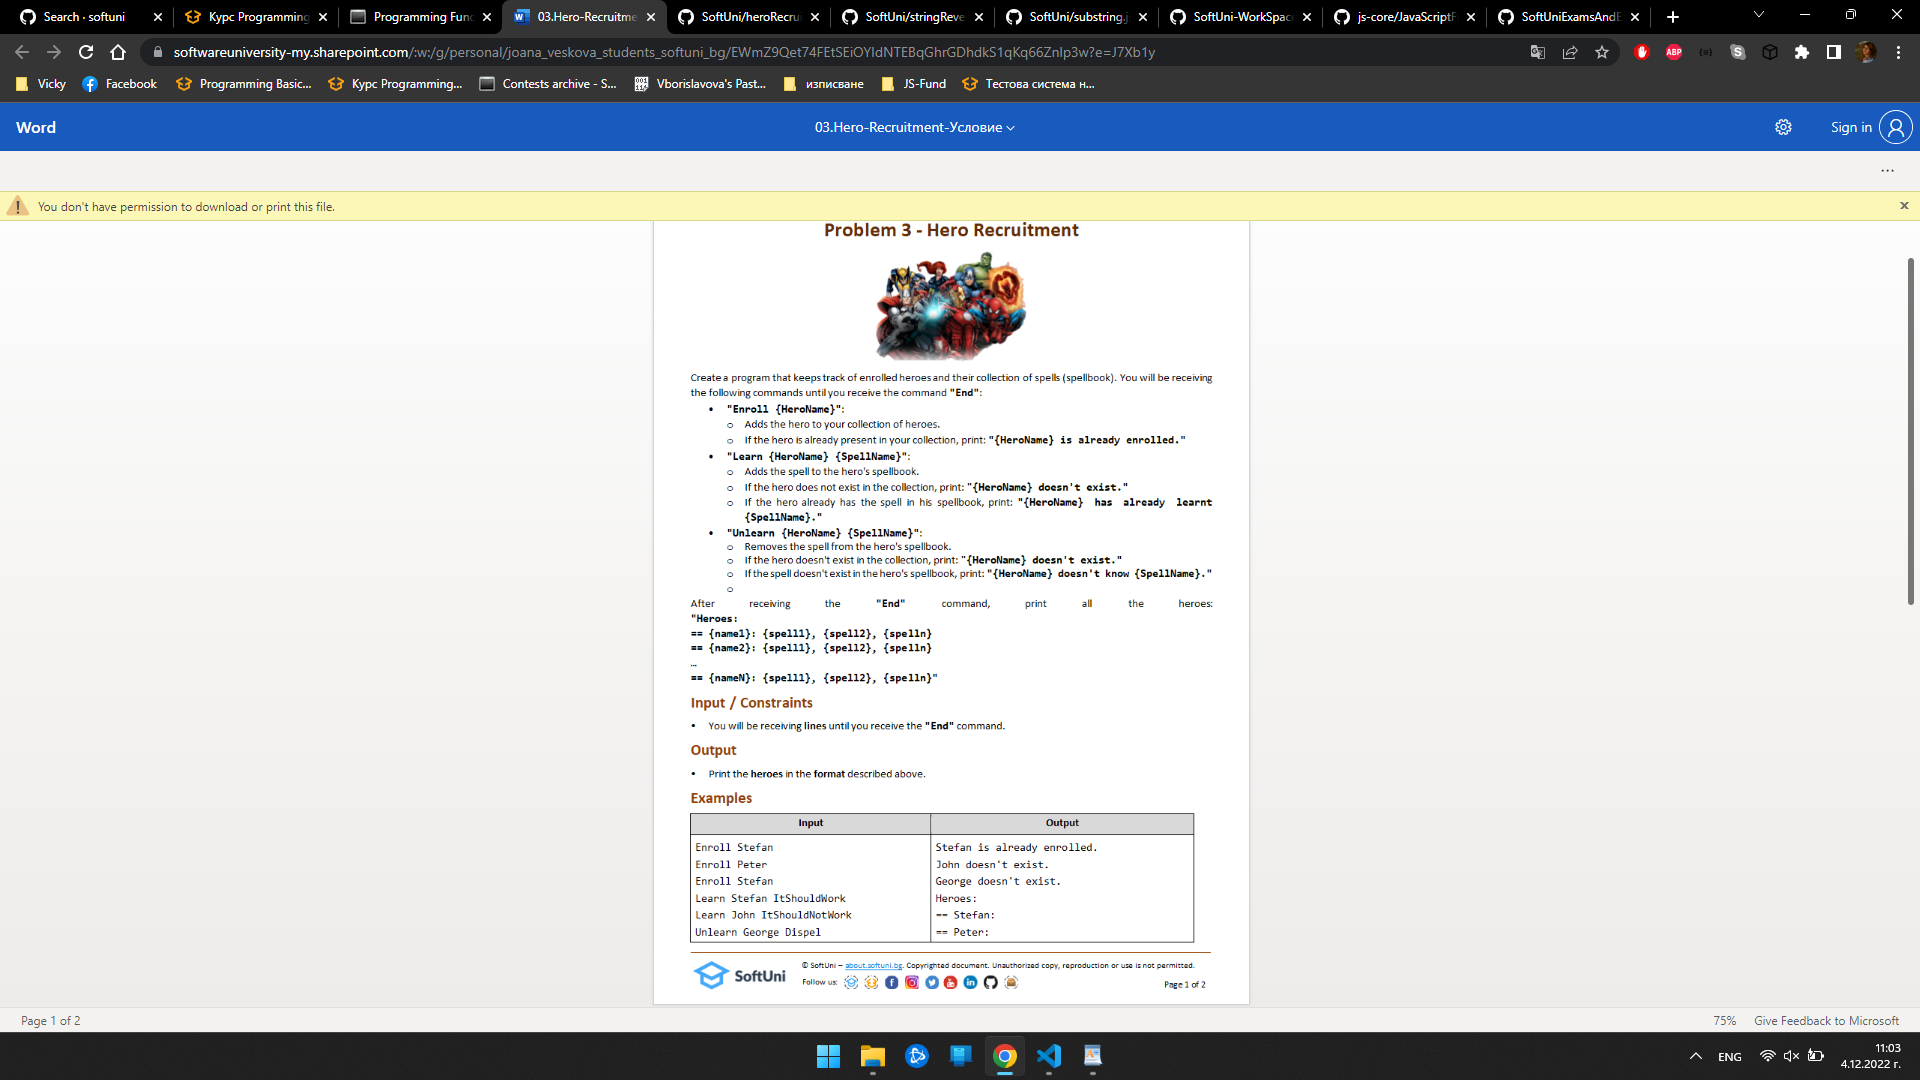 Search · softuni
Курс Programming
Programming Func
03.Hero-Recruitme
SoftUni/heroRecrui
SoftUni/stringReve
SoftUni/substring.j
SoftUni-WorkSpace
js-core/JavaScriptF
SoftUniExamsAndE
softwareuniversity-my.sharepoint.com/:w:/g/personal/joana_veskova_students_softuni_bg/EWmZ9Qet74FEtSEiOYIdNTEBqGhrGDhdkS1qKq66Znlp3w?e=J7Xb1y
ABP
Vicky
Facebook
Programming Basic...
Курс Programming...
Contests archive - S...
Vborislavova's Past...
изписване
JS-Fund
Тестова система н...
Word
03.Hero-Recruitment-Условие
Sign in
You don't have permission to download or print this file.
Problem 3 - Hero Recruitment
Create a program that keeps track of enrolled heroes and their collection of spells (spellbook). You will be receiving
the following commands until you receive the command "End":
• "Enroll {HeroName}":
o Adds the hero to your collection of heroes.
o If the hero is already present in your collection, print: "{HeroName} is already enrolled."
• "Learn {HeroName} {SpellName}":
o Adds the spell to the hero's spellbook.
o If the hero does not exist in the collection, print: "{HeroName} doesn't exist."
o If the hero already has the spell in his spellbook, print: "{HeroName} has already learnt
{SpellName}."
• "Unlearn {HeroName} {SpellName}":
o Removes the spell from the hero's spellbook.
o If the hero doesn't exist in the collection, print: "{HeroName} doesn't exist."
o If the spell doesn't exist in the hero's spellbook, print: "{HeroName} doesn't know {SpellName}."
o
After receiving the "End" command, print all the heroes:
"Heroes:
== {name1}: {spell1}, {spell2}, {spelln}
== {name2}: {spell1}, {spell2}, {spelln}
…
== {nameN}: {spell1}, {spell2}, {spelln}"
Input / Constraints
• You will be receiving lines until you receive the "End" command.
Output
• Print the heroes in the format described above.
Examples
Input
Output
Enroll Stefan
Enroll Peter
Enroll Stefan
Learn Stefan ItShouldWork
Learn John ItShouldNotWork
Unlearn George Dispel
Stefan is already enrolled.
John doesn't exist.
George doesn't exist.
Heroes:
== Stefan:
== Peter:
SoftUni
© SoftUni – about.softuni.bg. Copyrighted document. Unauthorized copy, reproduction or use is not permitted.
Follow us:
Page 1 of 2
Page 1 of 2
75%
Give Feedback to Microsoft
ENG
11:03
4.12.2022 г.